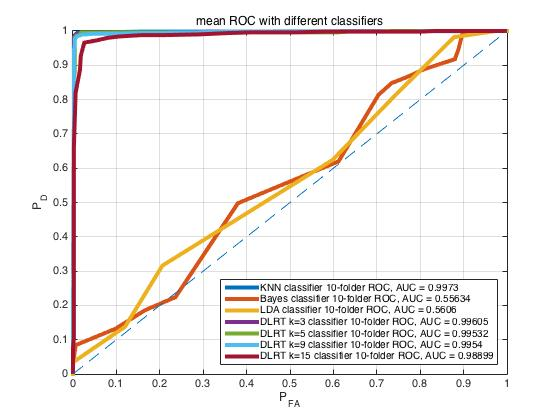 mean ROC with different classifiers
1
0.9
0.8
0.7
0.6
0.5
0.4
0.3
0.2
0.1
0
P_D
KNN classifier 10-folder ROC, AUC = 0.9973
Bayes classifier 10-folder ROC, AUC = 0.55634
LDA classifier 10-folder ROC, AUC = 0.5606
DLRT k=3 classifier 10-folder ROC, AUC = 0.99605
DLRT k=5 classifier 10-folder ROC, AUC = 0.99532
DLRT k=9 classifier 10-folder ROC, AUC = 0.9954
DLRT k=15 classifier 10-folder ROC, AUC = 0.98899
0 0.1 0.2 0.3 0.4 0.5 0.6 0.7 0.8 0.9 1
P_FA